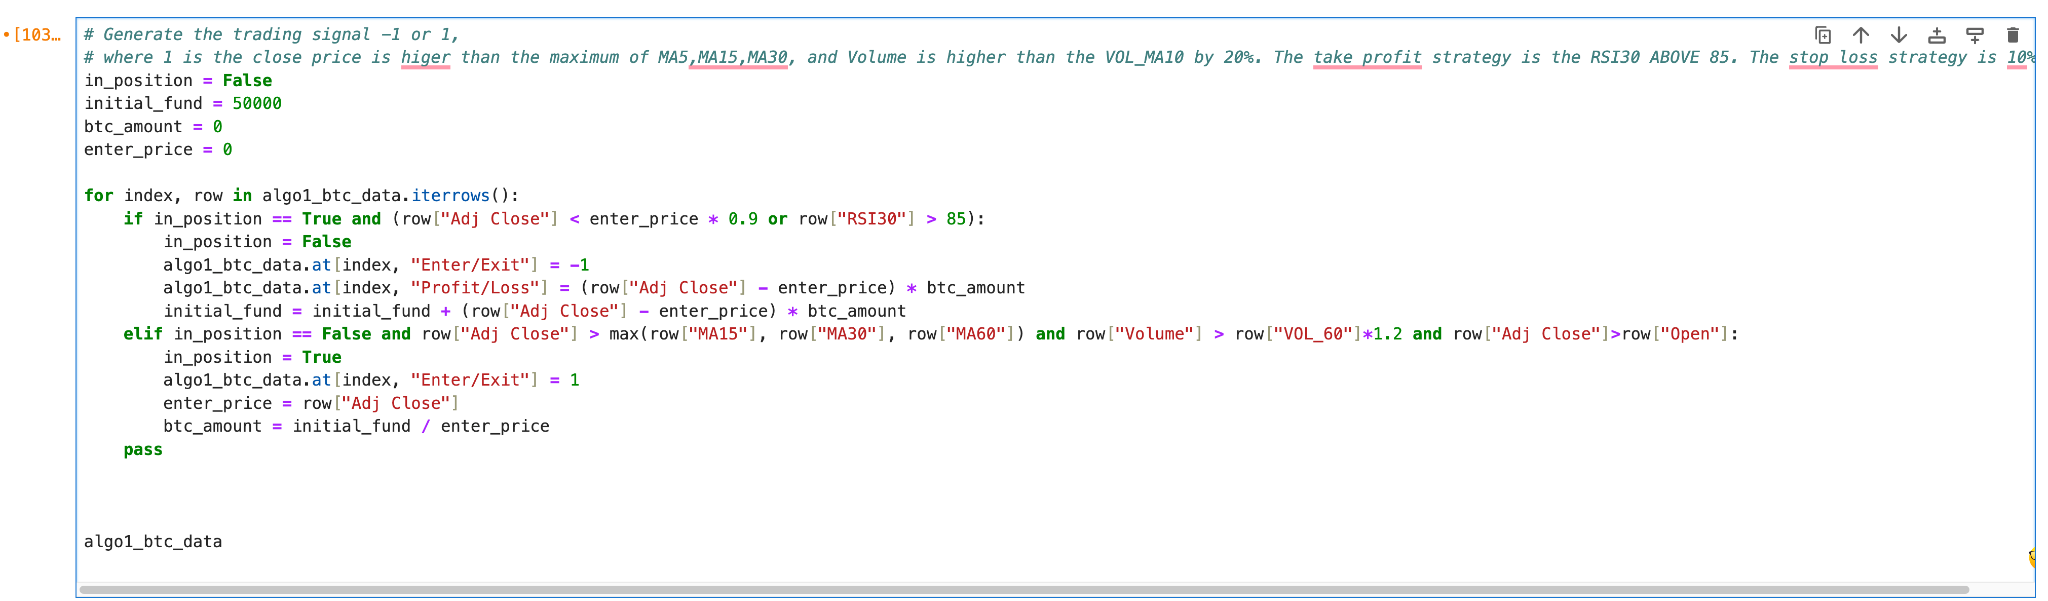 [103…
# Generate the trading signal -1 or 1,
# where 1 is the close price is higer than the maximum of MA5,MA15,MA30, and Volume is higher than the VOL_MA10 by 20%. The take profit strategy is the RSI30 ABOVE 85. The stop loss strategy is 10%
in_position = False
initial_fund = 50000
btc_amount = 0
enter_price = 0

for index, row in algo1_btc_data.iterrows():
    if in_position == True and (row["Adj Close"] < enter_price * 0.9 or row["RSI30"] > 85):
        in_position = False
        algo1_btc_data.at[index, "Enter/Exit"] = -1
        algo1_btc_data.at[index, "Profit/Loss"] = (row["Adj Close"] - enter_price) * btc_amount
        initial_fund = initial_fund + (row["Adj Close"] - enter_price) * btc_amount
    elif in_position == False and row["Adj Close"] > max(row["MA15"], row["MA30"], row["MA60"]) and row["Volume"] > row["VOL_60"]*1.2 and row["Adj Close"]>row["Open"]:
        in_position = True
        algo1_btc_data.at[index, "Enter/Exit"] = 1
        enter_price = row["Adj Close"]
        btc_amount = initial_fund / enter_price
    pass

algo1_btc_data